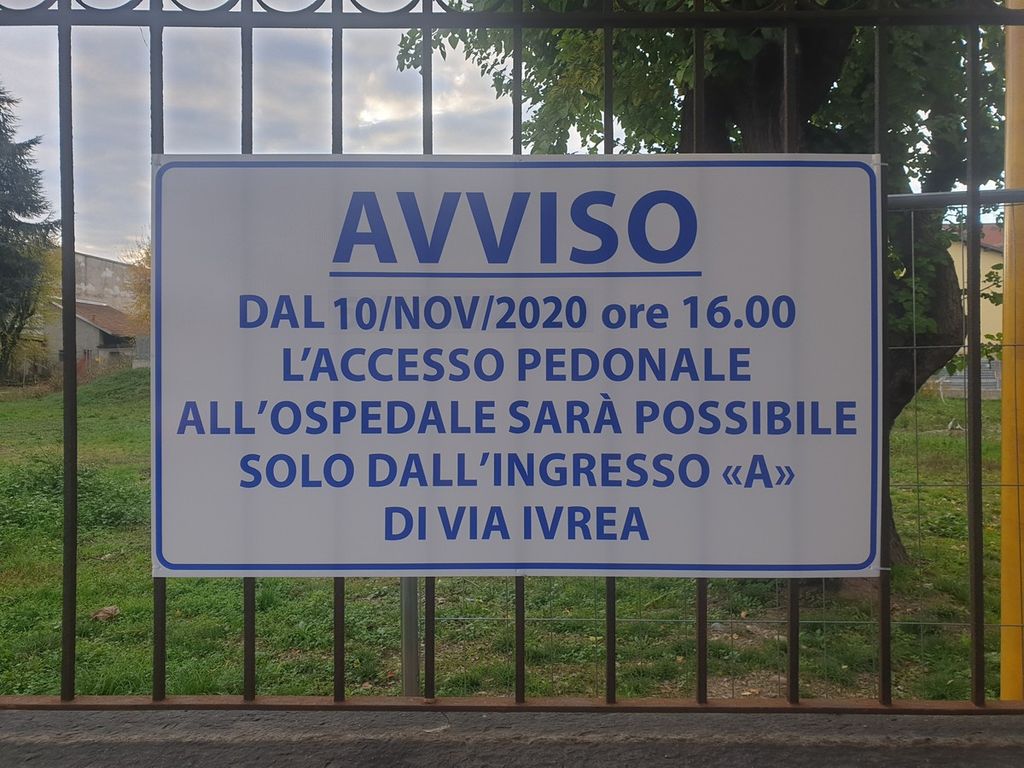 AVVISO
DAL 10/NOV/2020 ore 16.00
L'ACCESSO PEDONALE
ALL'OSPEDALE SARÀ POSSIBILE
SOLO DALL'INGRESSO «A»
DI VIA IVREA